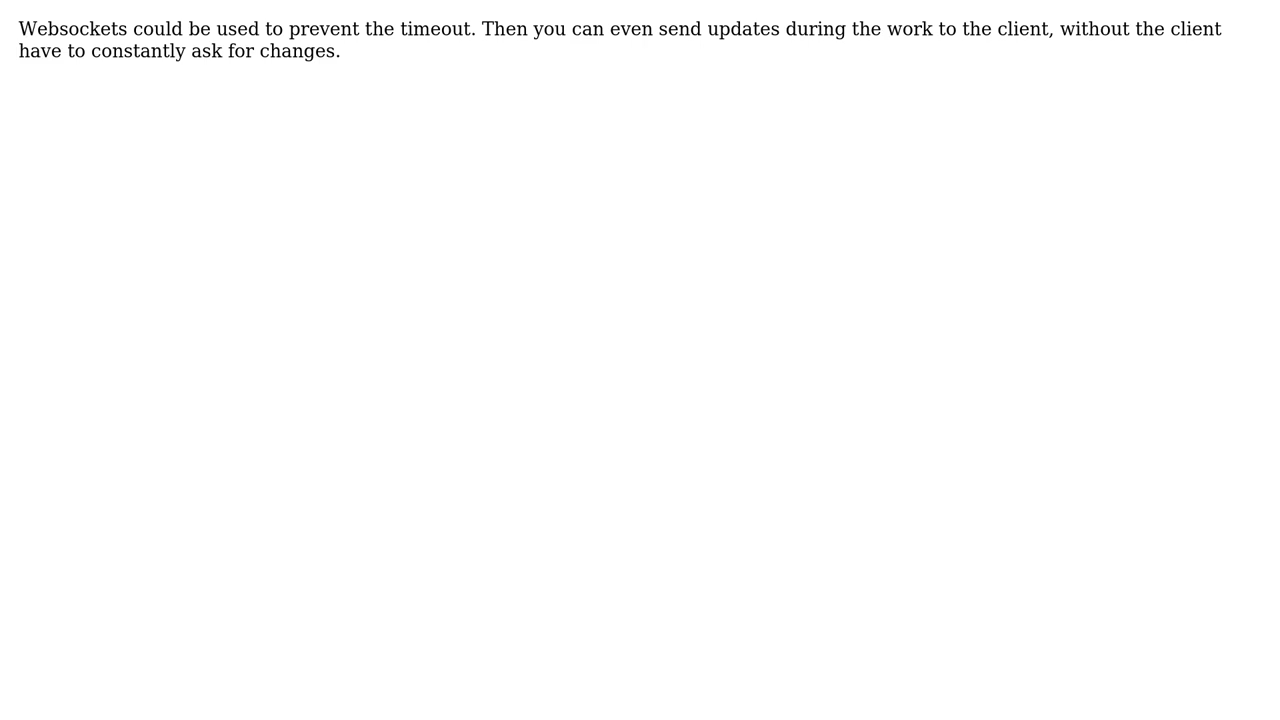 Websockets could be used to prevent the timeout. Then you can even send updates during the work to the client, without the client
have to constantly ask for changes.